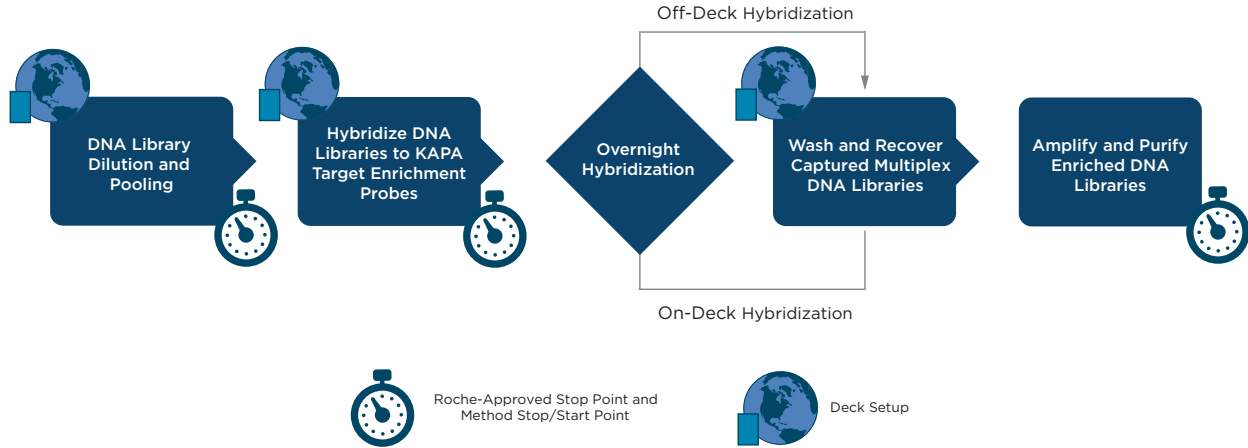 Off-Deck Hybridization
DNA Library
Dilution and
Pooling
Hybridize DNA
Libraries to KAPA
Target Enrichment
Probes
Overnight
Hybridization
Wash and Recover
Captured Multiplex
DNA Libraries
Amplify and Purify
Enriched DNA
Libraries
On-Deck Hybridization
Roche-Approved Stop Point and
Method Stop/Start Point
Deck Setup